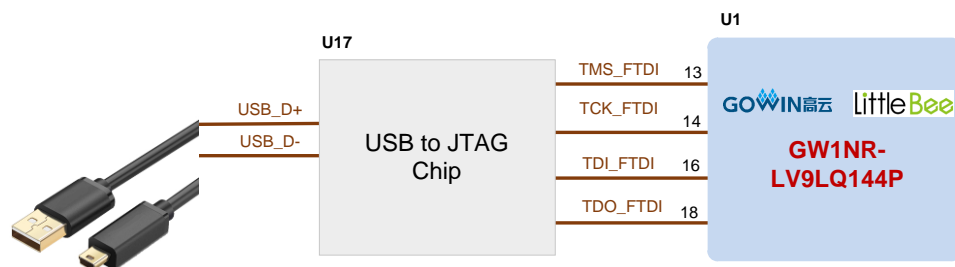 U1
U17
TMS_FTDI 13
GOWIN高云 LittleBee
USB_D+
TCK_FTDI
14
USB_D-
USB to JTAG
Chip
GW1NR-
LV9LQ144P
TDI_FTDI 16
TDO_FTDI 18